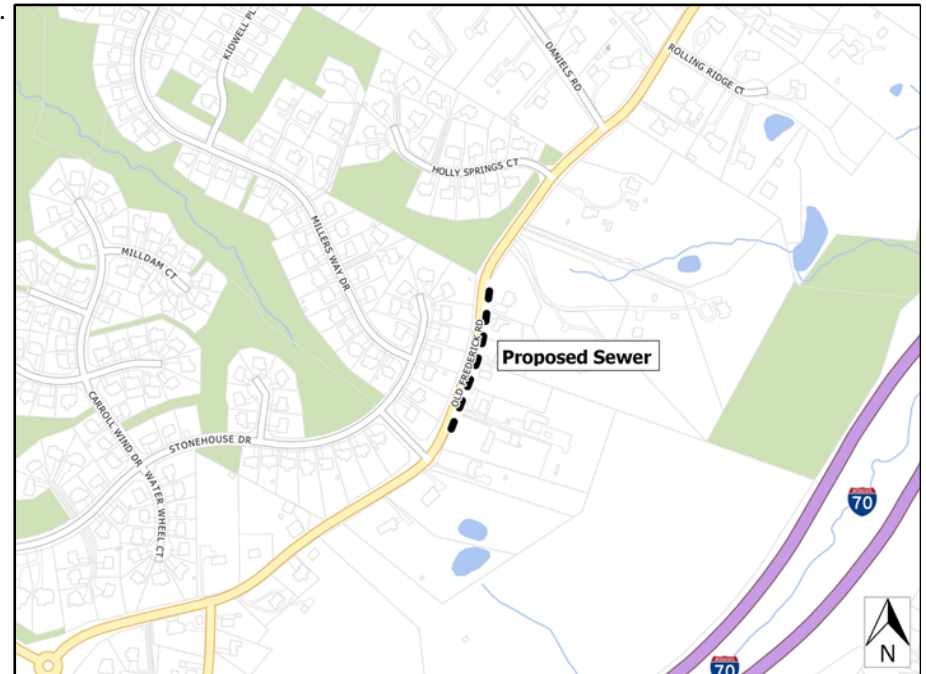 .
KIDWELL PL
DANIELS RD
ROLLING RIDGE CT
HOLLY SPRINGS CT
MILLERS WAY DR
MILLDAM CT
OLD FREDERICK RD
Proposed Sewer
CARROLL WIND DR
STONEHOUSE DR
WATER WHEEL CT
70
70
N